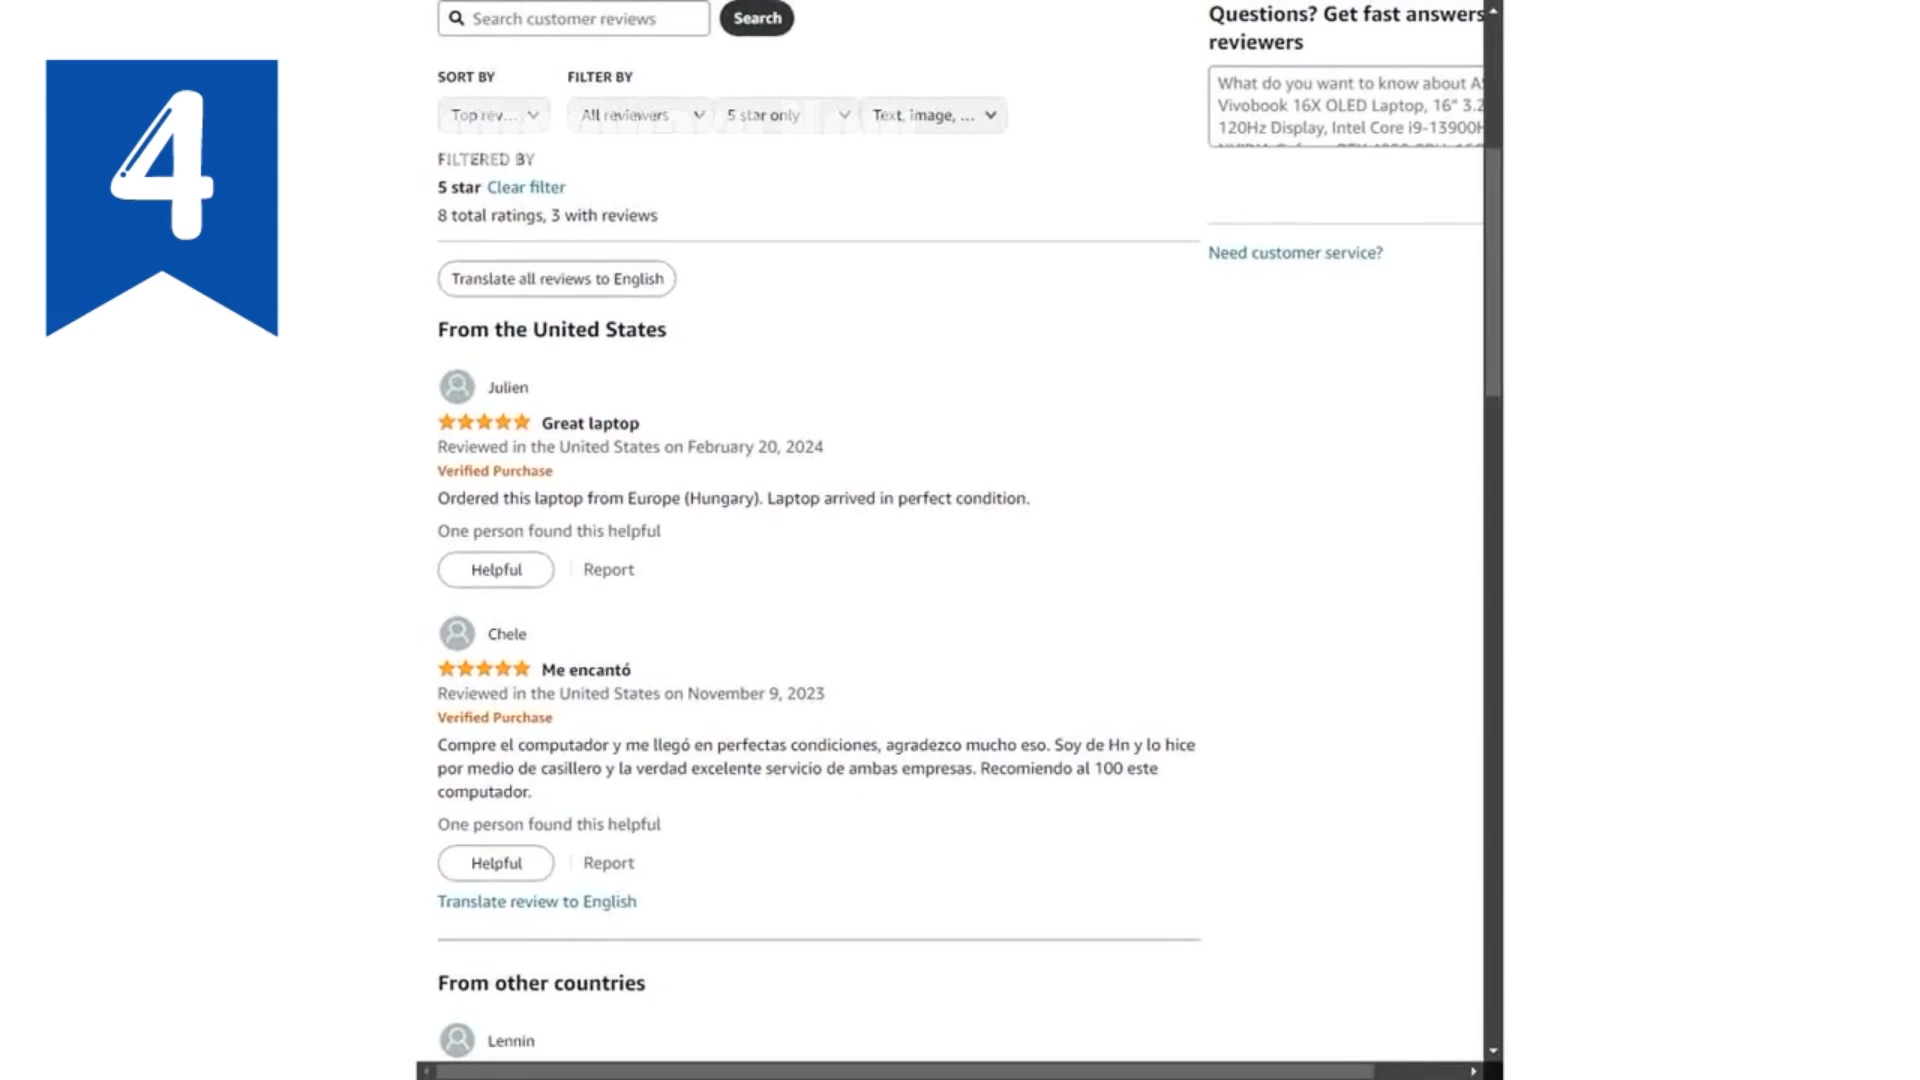 4
Search customer reviews
Search
SORT BY
FILTER BY
Top rev...
All reviewers
5 star only
Text, image, ...
FILTERED BY
5 star Clear filter
8 total ratings, 3 with reviews
Translate all reviews to English
From the United States
Julien
Great laptop
Reviewed in the United States on February 20, 2024
Verified Purchase
Ordered this laptop from Europe (Hungary). Laptop arrived in perfect condition.
One person found this helpful
Helpful
Report
Chele
Me encantó
Reviewed in the United States on November 9, 2023
Verified Purchase
Compre el computador y me llegó en perfectas condiciones, agradezco mucho eso. Soy de Hn y lo hice
por medio de casillero y la verdad excelente servicio de ambas empresas. Recomiendo al 100 este
computador.
One person found this helpful
Helpful
Report
Translate review to English
From other countries
Lennin
Questions? Get fast answers
reviewers
What do you want to know about
Vivobook 16X OLED Laptop, 16" 3.2
120Hz Display, Intel Core i9-13900H
Need customer service?